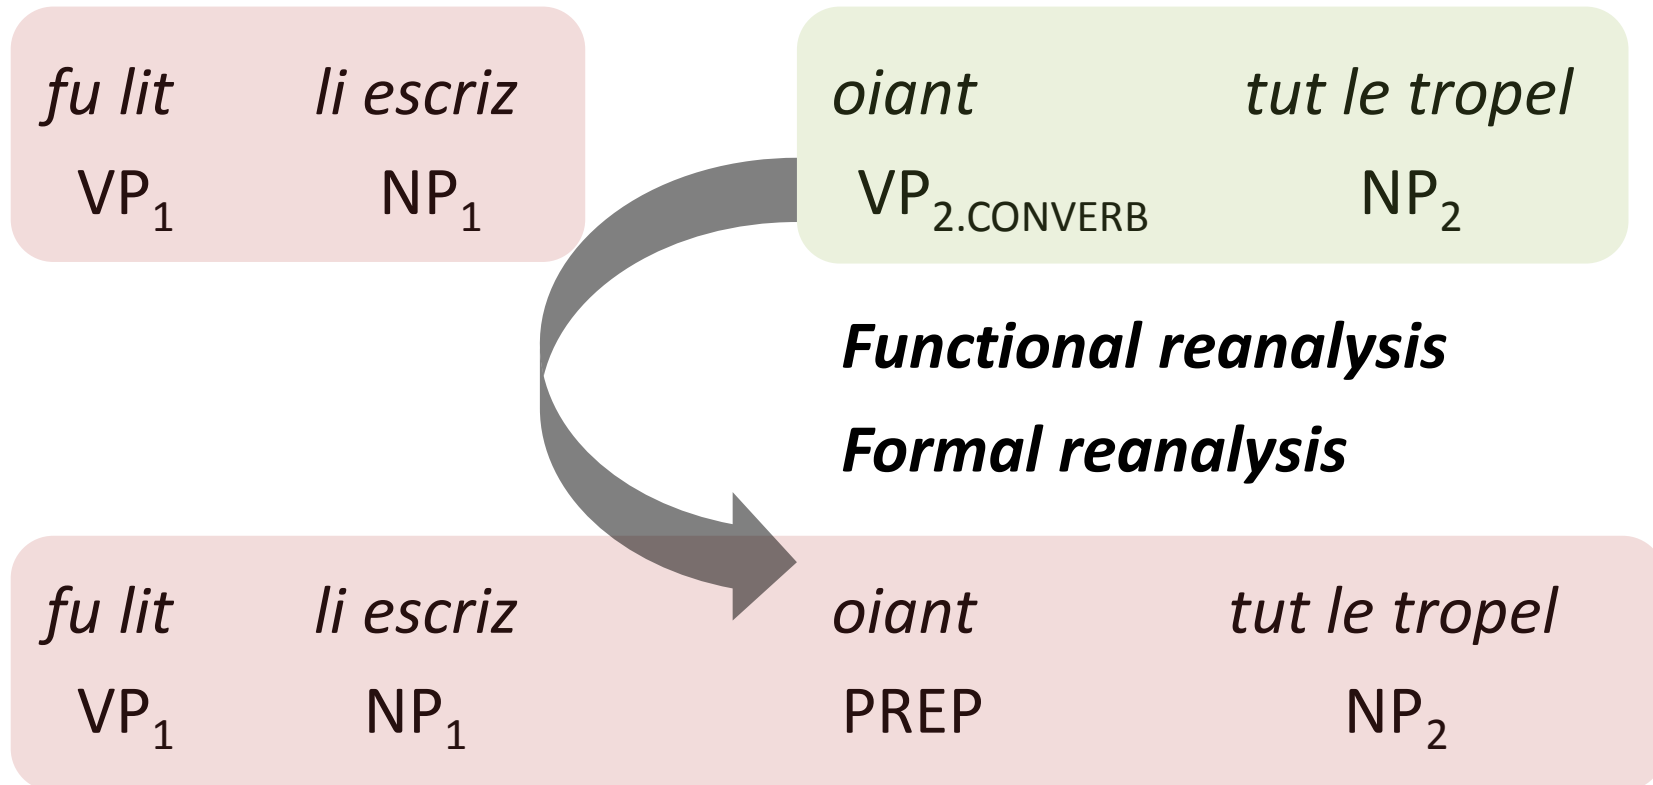 fu lit li escriz oiant tut le tropel
VP₁ NP₁ VP₂.CONVERB NP₂
Functional reanalysis
Formal reanalysis
fu lit li escriz oiant tut le tropel
VP₁ NP₁ PREP NP₂